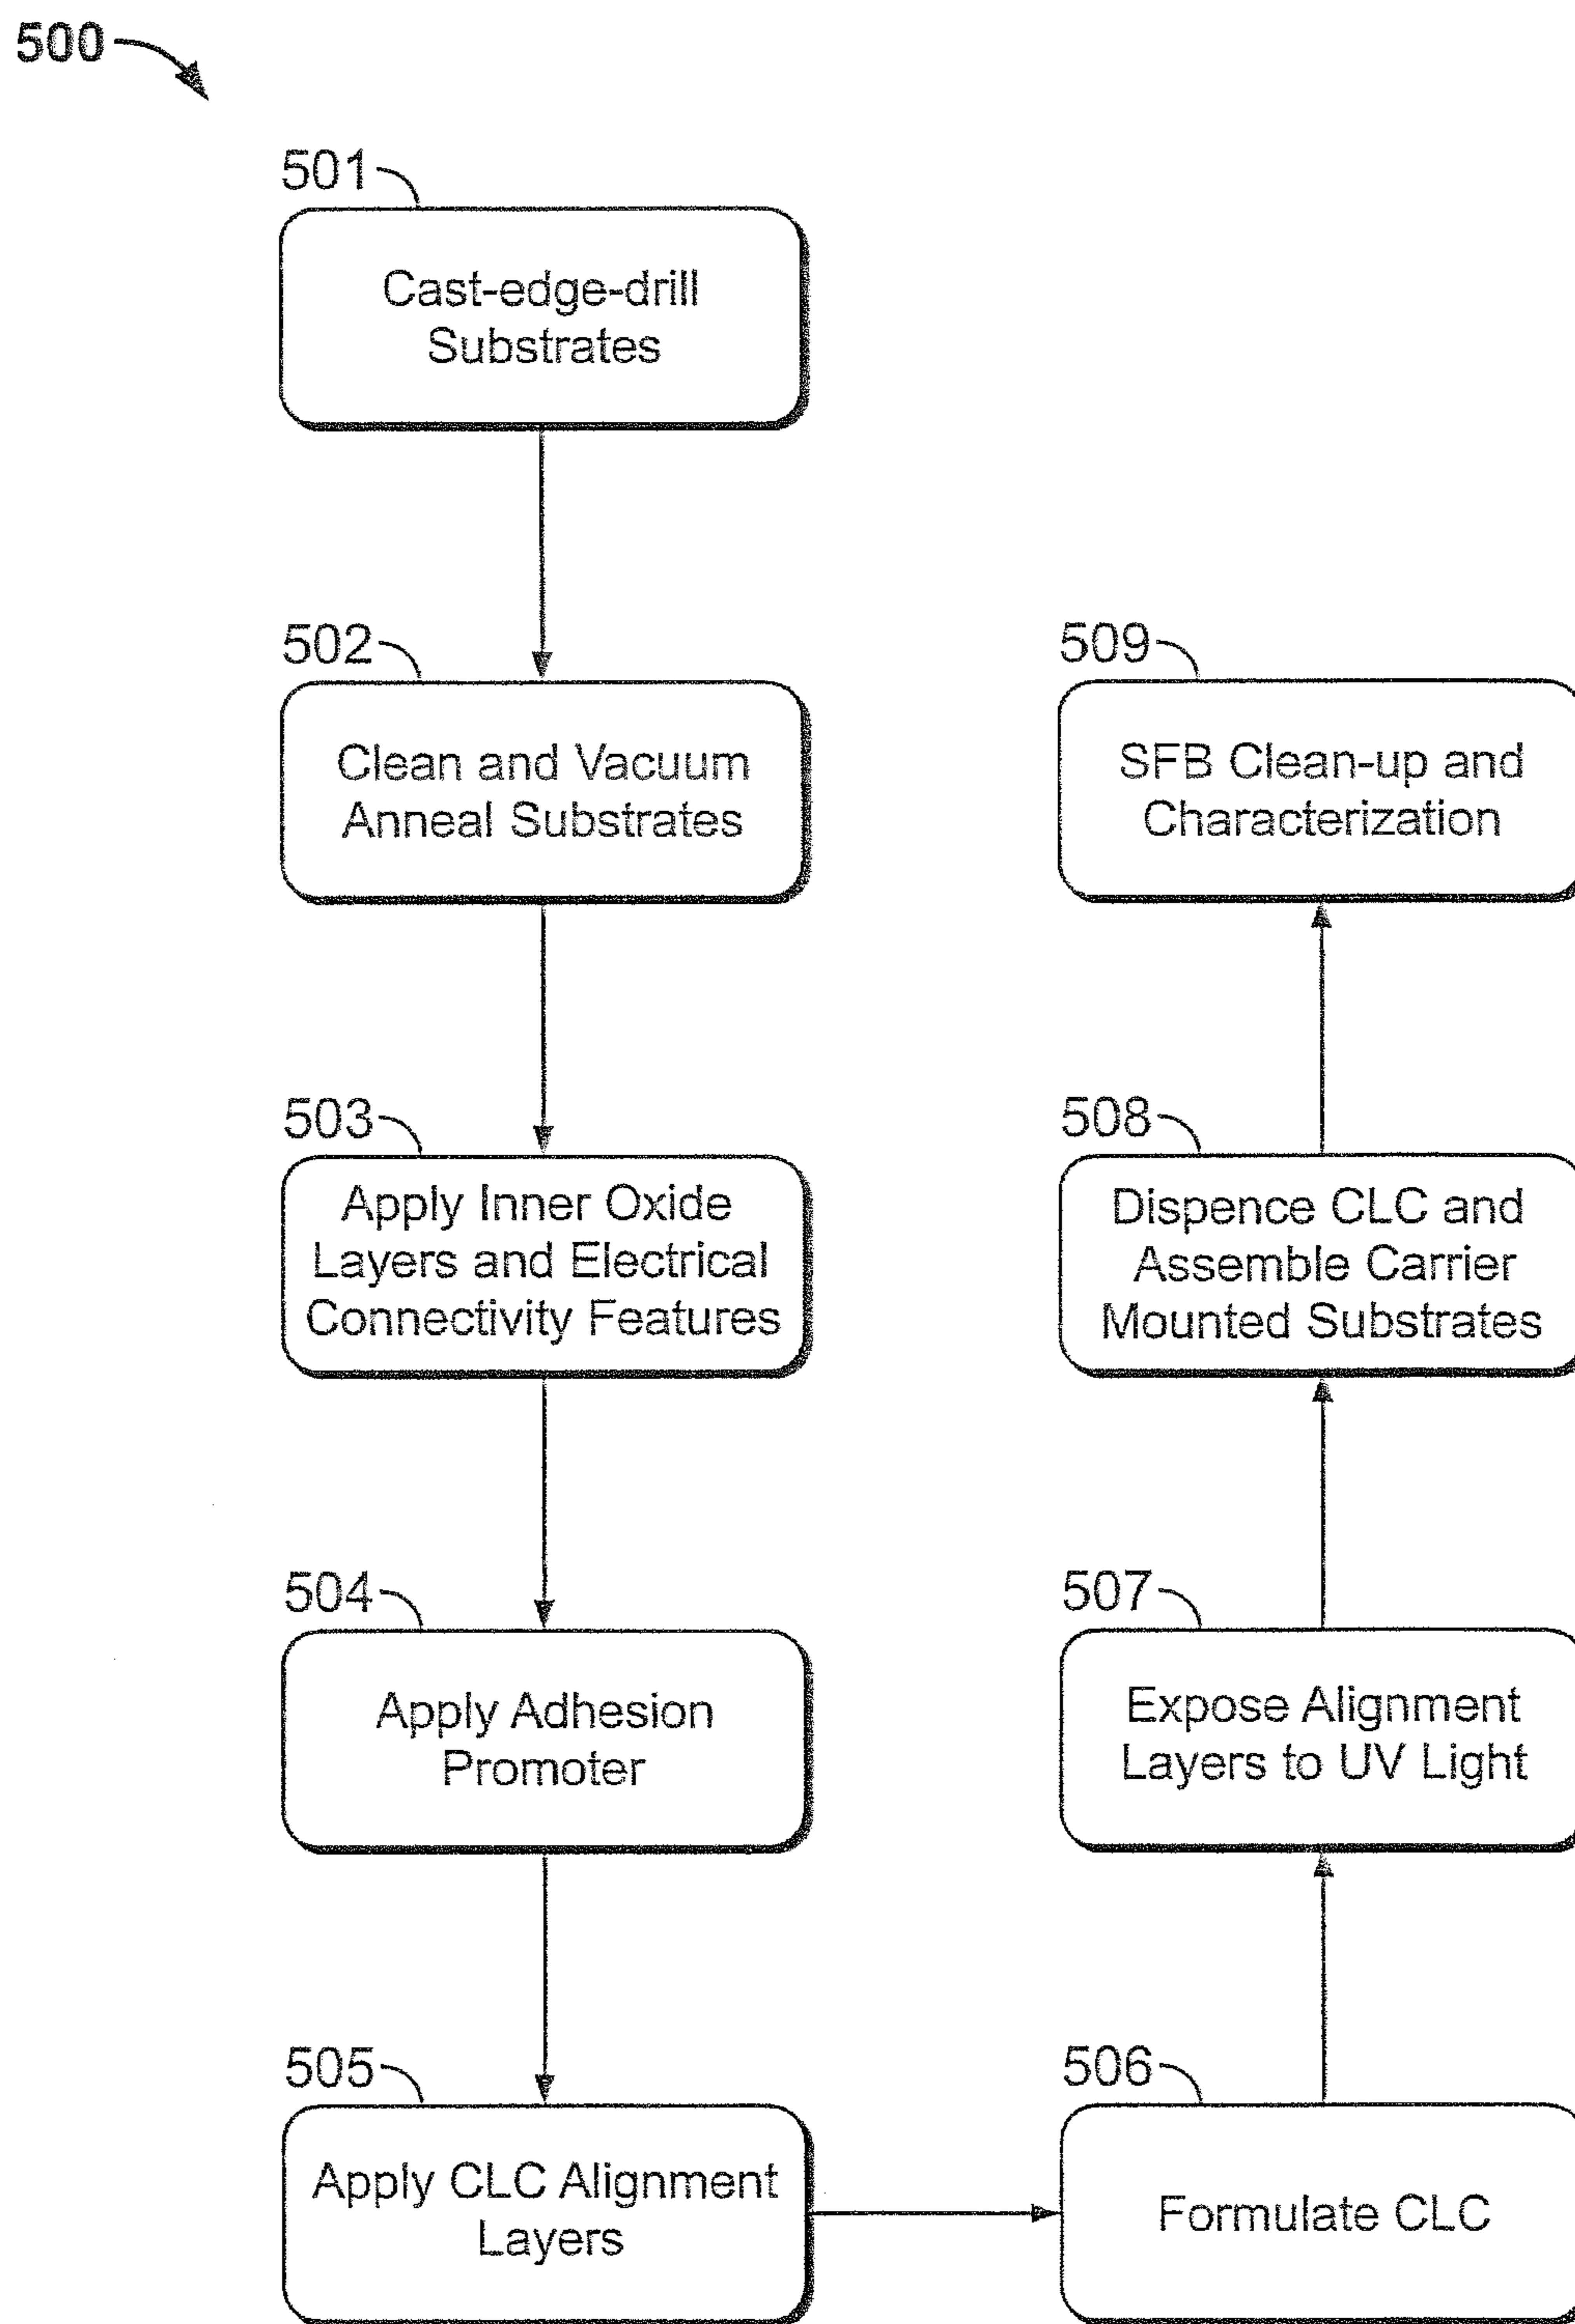 500
501
Cast-edge-drill
Substrates
502
Clean and Vacuum
Anneal Substrates
503
Apply Inner Oxide
Layers and Electrical
Connectivity Features
504
Apply Adhesion
Promoter
505
Apply CLC Alignment
Layers
506
Formulate CLC
507
Expose Alignment
Layers to UV Light
508
Dispence CLC and
Assemble Carrier
Mounted Substrates
509
SFB Clean-up and
Characterization